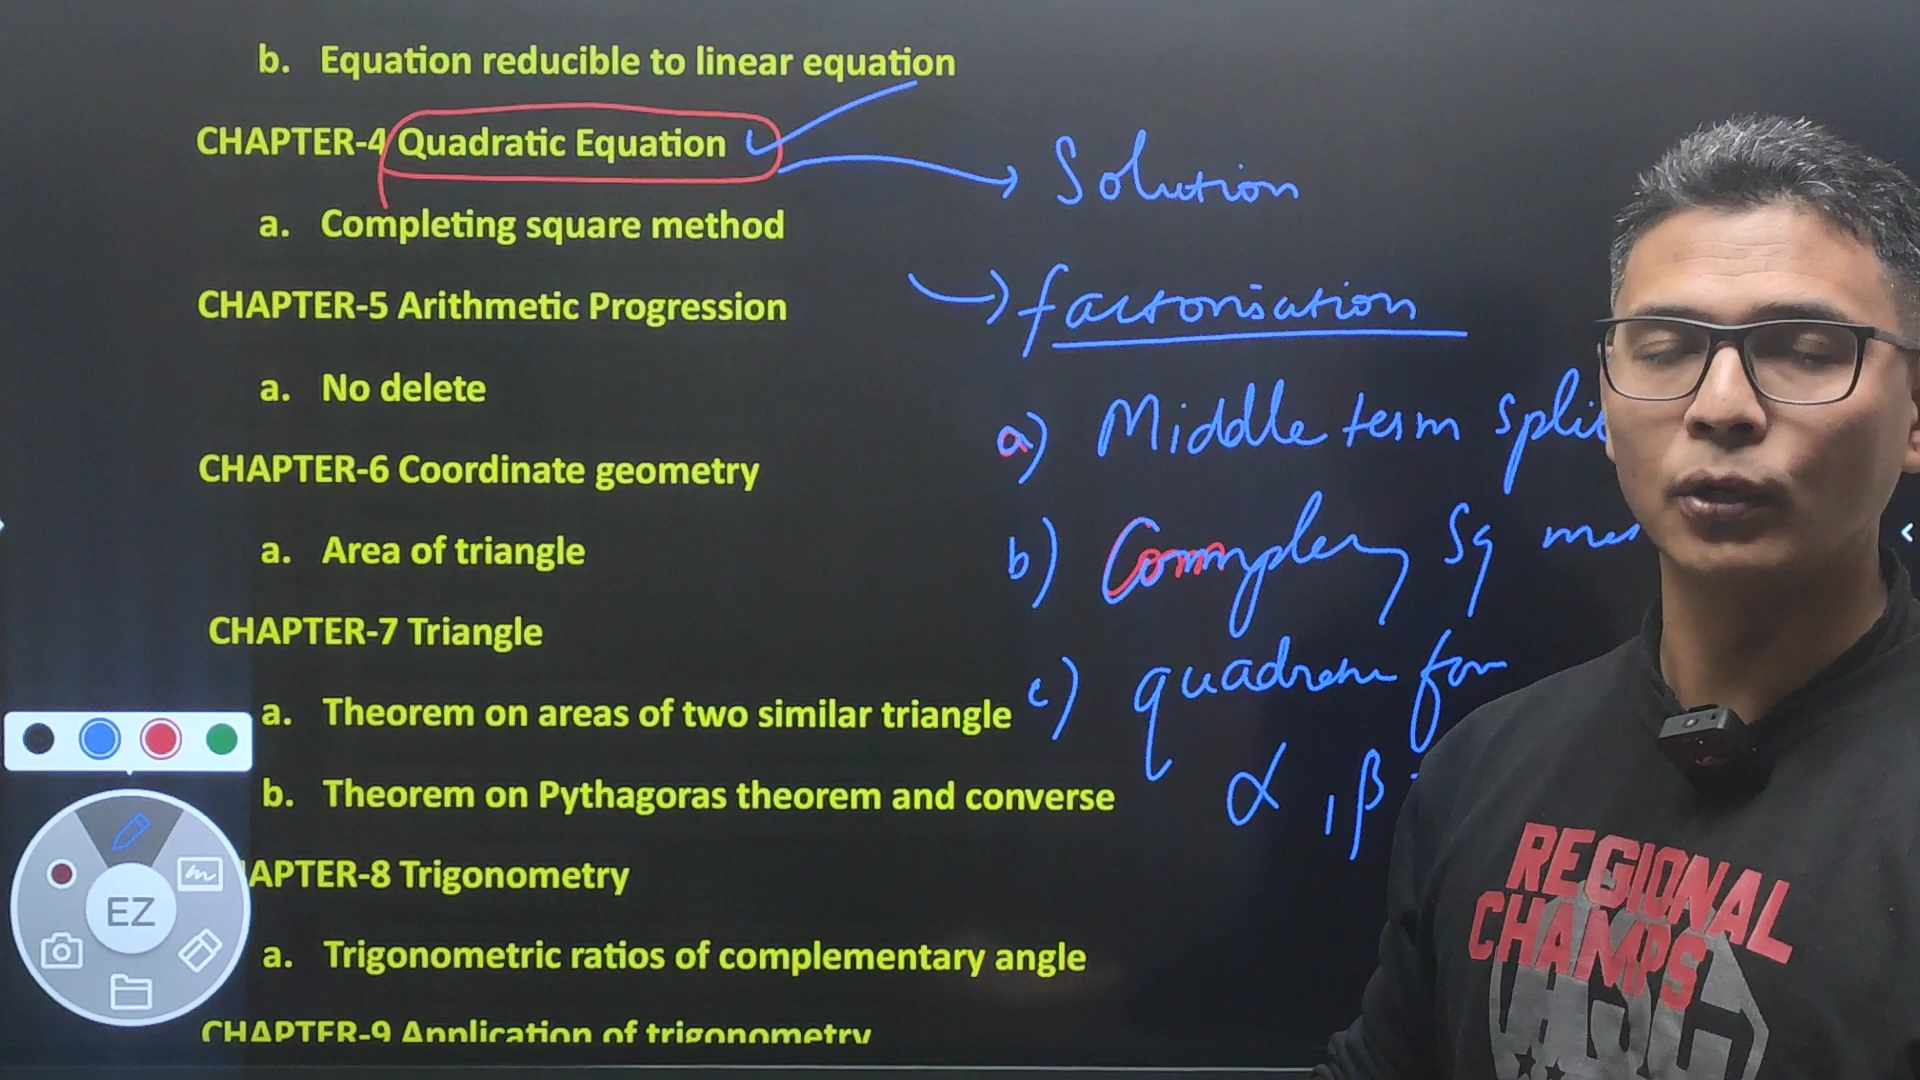 b. Equation reducible to linear equation
CHAPTER-4 Quadratic Equation
a. Completing square method
CHAPTER-5 Arithmetic Progression
a. No delete
CHAPTER-6 Coordinate geometry
a. Area of triangle
CHAPTER-7 Triangle
a. Theorem on areas of two similar triangle
b. Theorem on Pythagoras theorem and converse
APTER-8 Trigonometry
a. Trigonometric ratios of complementary angle
CHAPTER-9 Application of trigonometry
Solution
factorisation
a) Middle term split
b) Sq
c) for
α, β
EZ
REGIONAL
CHAMPS